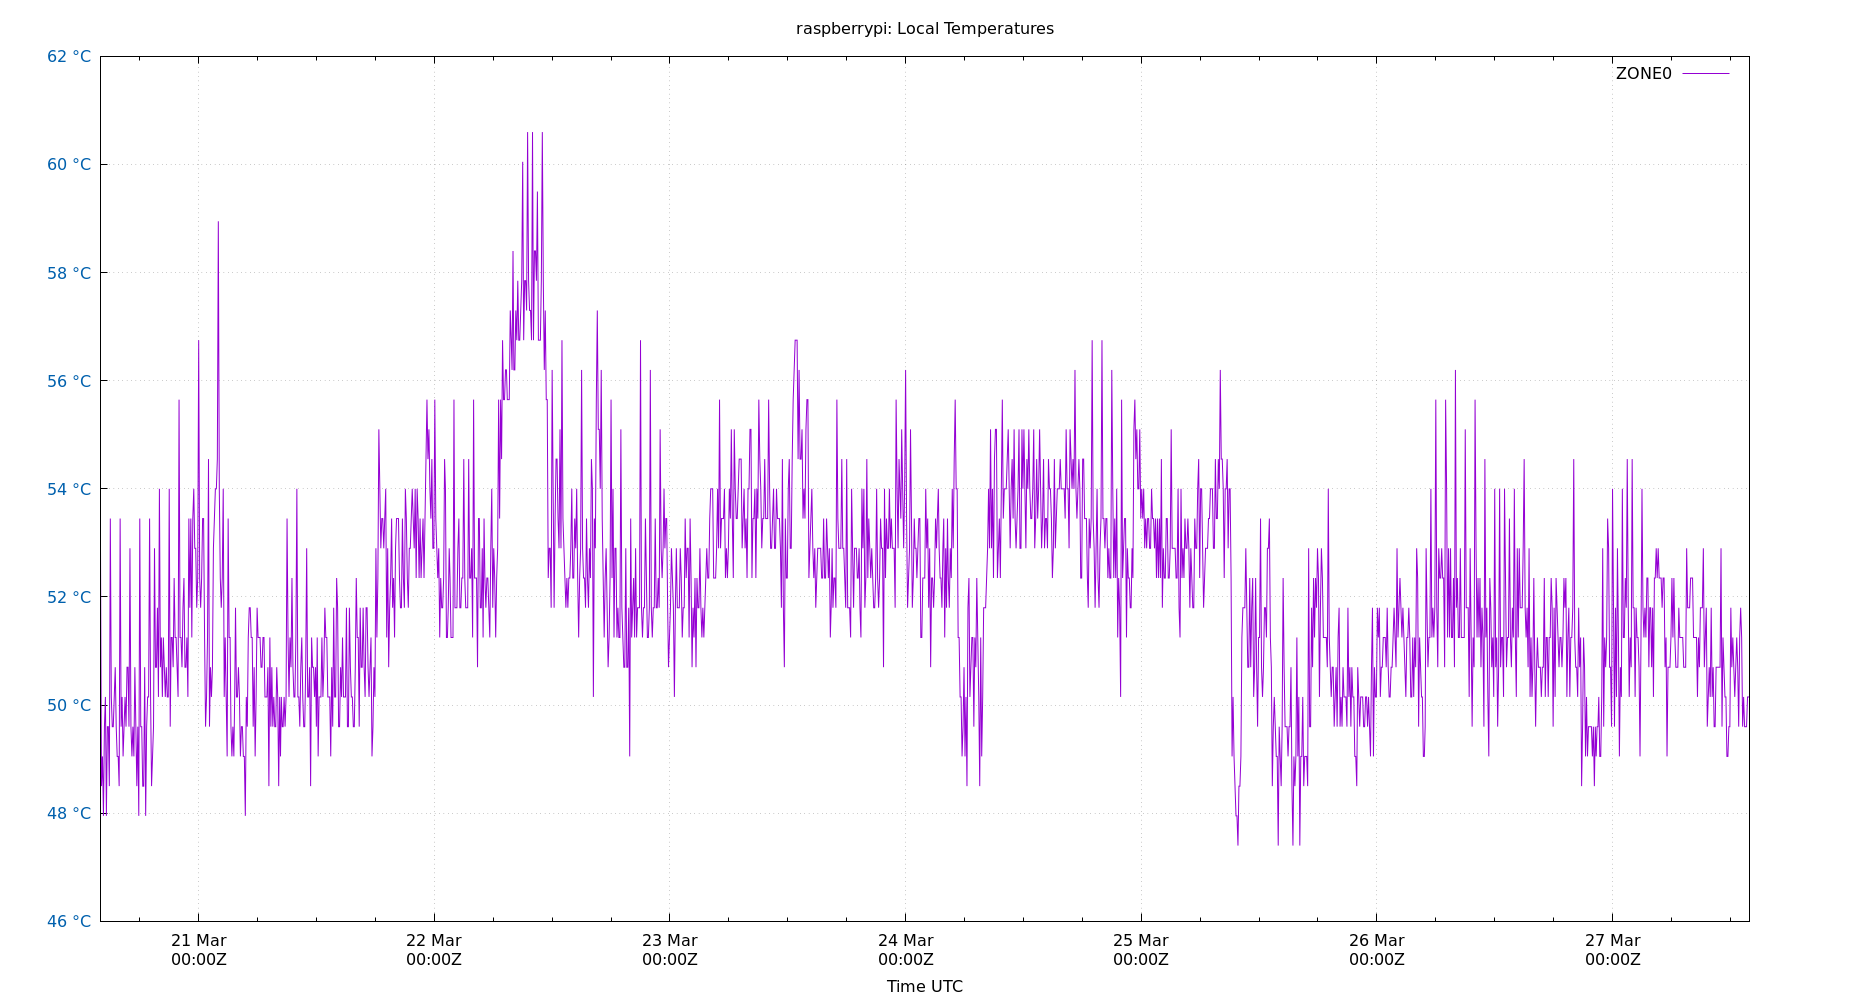 raspberrypi: Local Temperatures
62 °C
ZONE0
60 °C
58 °C
56 °C
54 °C
52 °C
50 °C
48 °C
46 °C
21 Mar 22 Mar 23 Mar 24 Mar 25 Mar 26 Mar 27 Mar
00:00Z 00:00Z 00:00Z 00:00Z 00:00Z 00:00Z 00:00Z
Time UTC